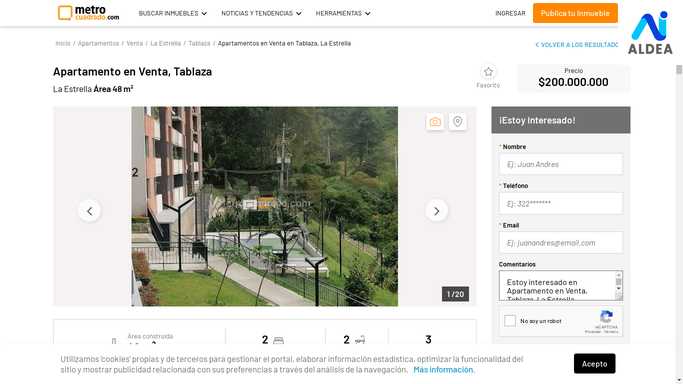 metro
cuadrado.com
BUSCAR INMUEBLES
NOTICIAS Y TENDENCIAS
HERRAMIENTAS
INGRESAR
Publica tu Inmueble
ALDEA
Inicio / Apartamentos / Venta / La Estrella / Tablaza / Apartamentos en Venta en Tablaza, La Estrella
VOLVER A LOS RESULTADO
Apartamento en Venta, Tablaza
La Estrella Área 48 m²
Favorito
Precio
$200.000.000
2
1 / 20
¡Estoy Interesado!
* Nombre
Ej: Juan Andres
* Teléfono
Ej: 322*******
* Email
Ej: juanandres@email.com
Comentarios
Estoy interesado en
Apartamento en Venta,
Tablaza, La Estrella
No soy un robot
reCAPTCHA
Privacidad - Términos
Área construida
2
2
3
Utilizamos 'cookies' propias y de terceros para gestionar el portal, elaborar información estadística, optimizar la funcionalidad del
sitio y mostrar publicidad relacionada con sus preferencias a través del análisis de la navegación. Más información.
Acepto